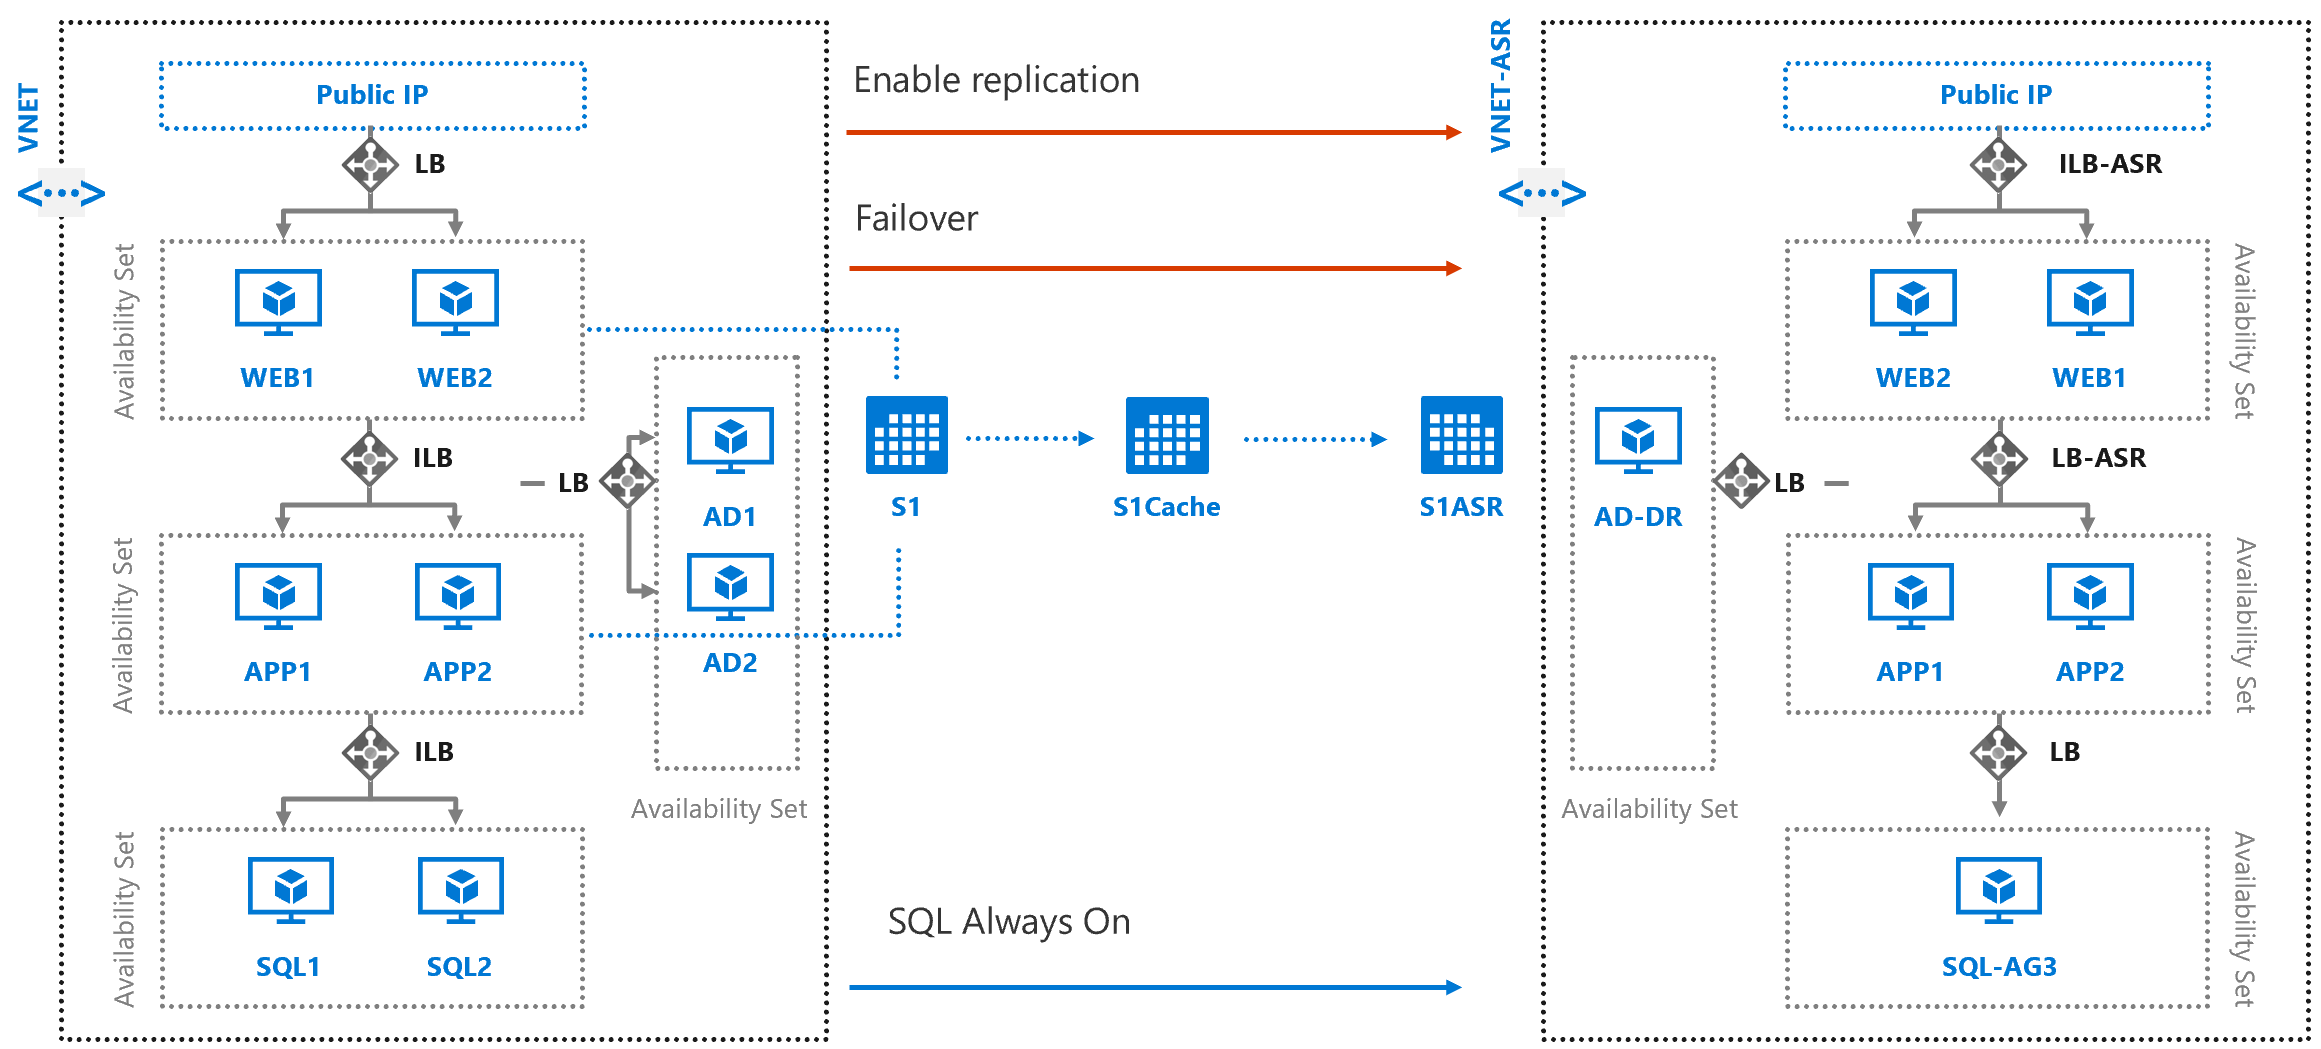 VNET
Public IP
LB
Availability Set
WEB1
WEB2
ILB
LB
AD1
AD2
Availability Set
Availability Set
APP1
APP2
ILB
Availability Set
SQL1
SQL2
Enable replication
Failover
S1
S1Cache
S1ASR
SQL Always On
VNET-ASR
Public IP
ILB-ASR
WEB2
WEB1
Availability Set
LB-ASR
AD-DR
LB
Availability Set
APP1
APP2
Availability Set
LB
SQL-AG3
Availability Set